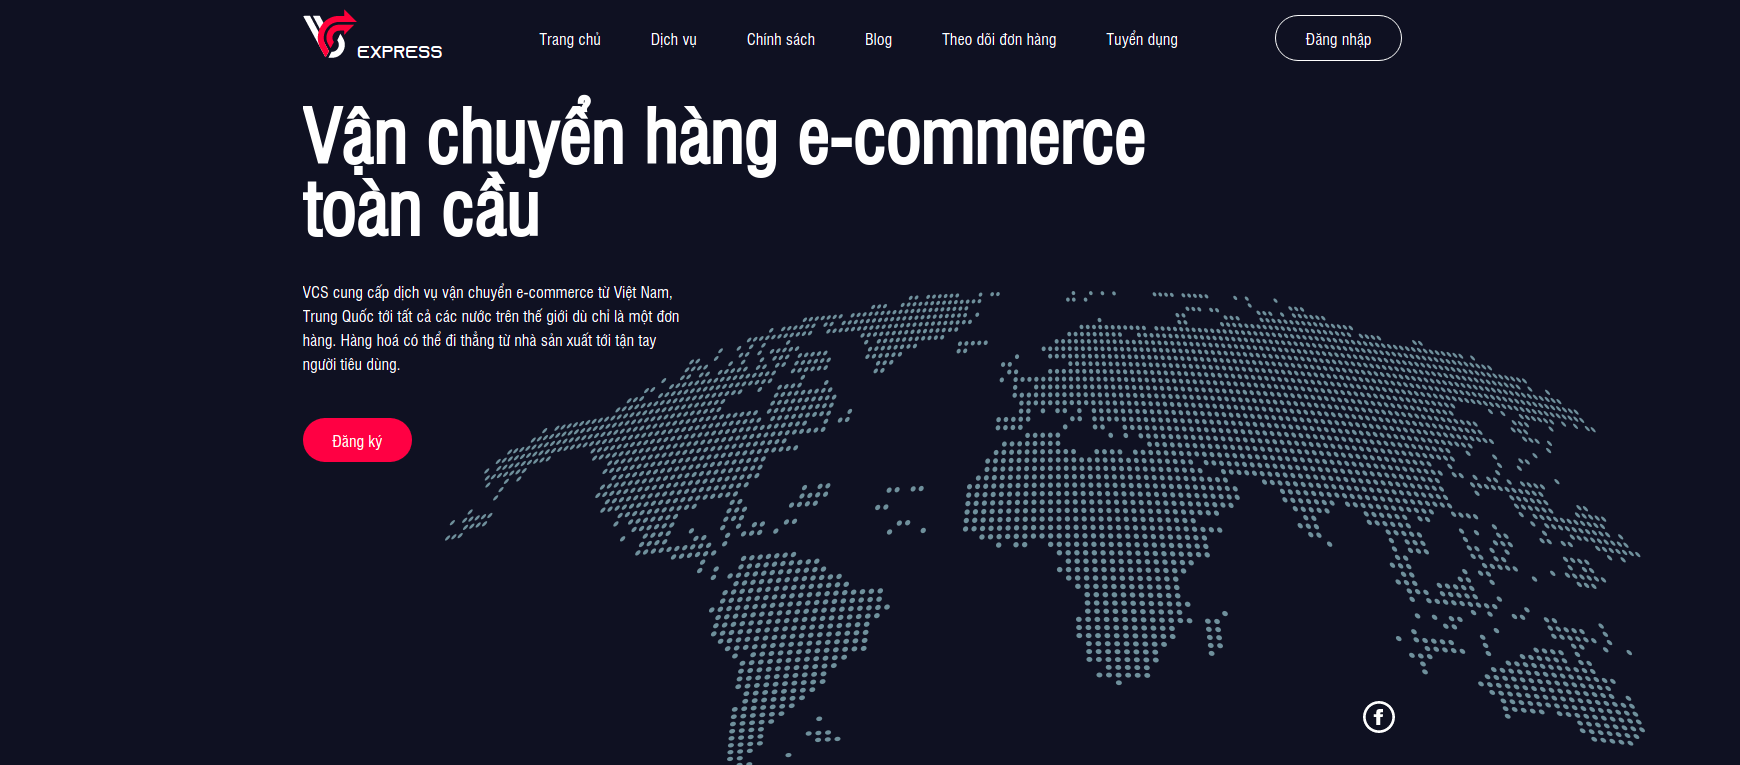 VS EXPRESS
Trang chủ
Dịch vụ
Chính sách
Blog
Theo dõi đơn hàng
Tuyển dụng
Đăng nhập
Vận chuyển hàng e-commerce
toàn cầu
VCS cung cấp dịch vụ vận chuyển e-commerce từ Việt Nam,
Trung Quốc tới tất cả các nước trên thế giới dù chỉ là một đơn
hàng. Hàng hoá có thể đi thẳng từ nhà sản xuất tới tận tay
người tiêu dùng.
Đăng ký
f